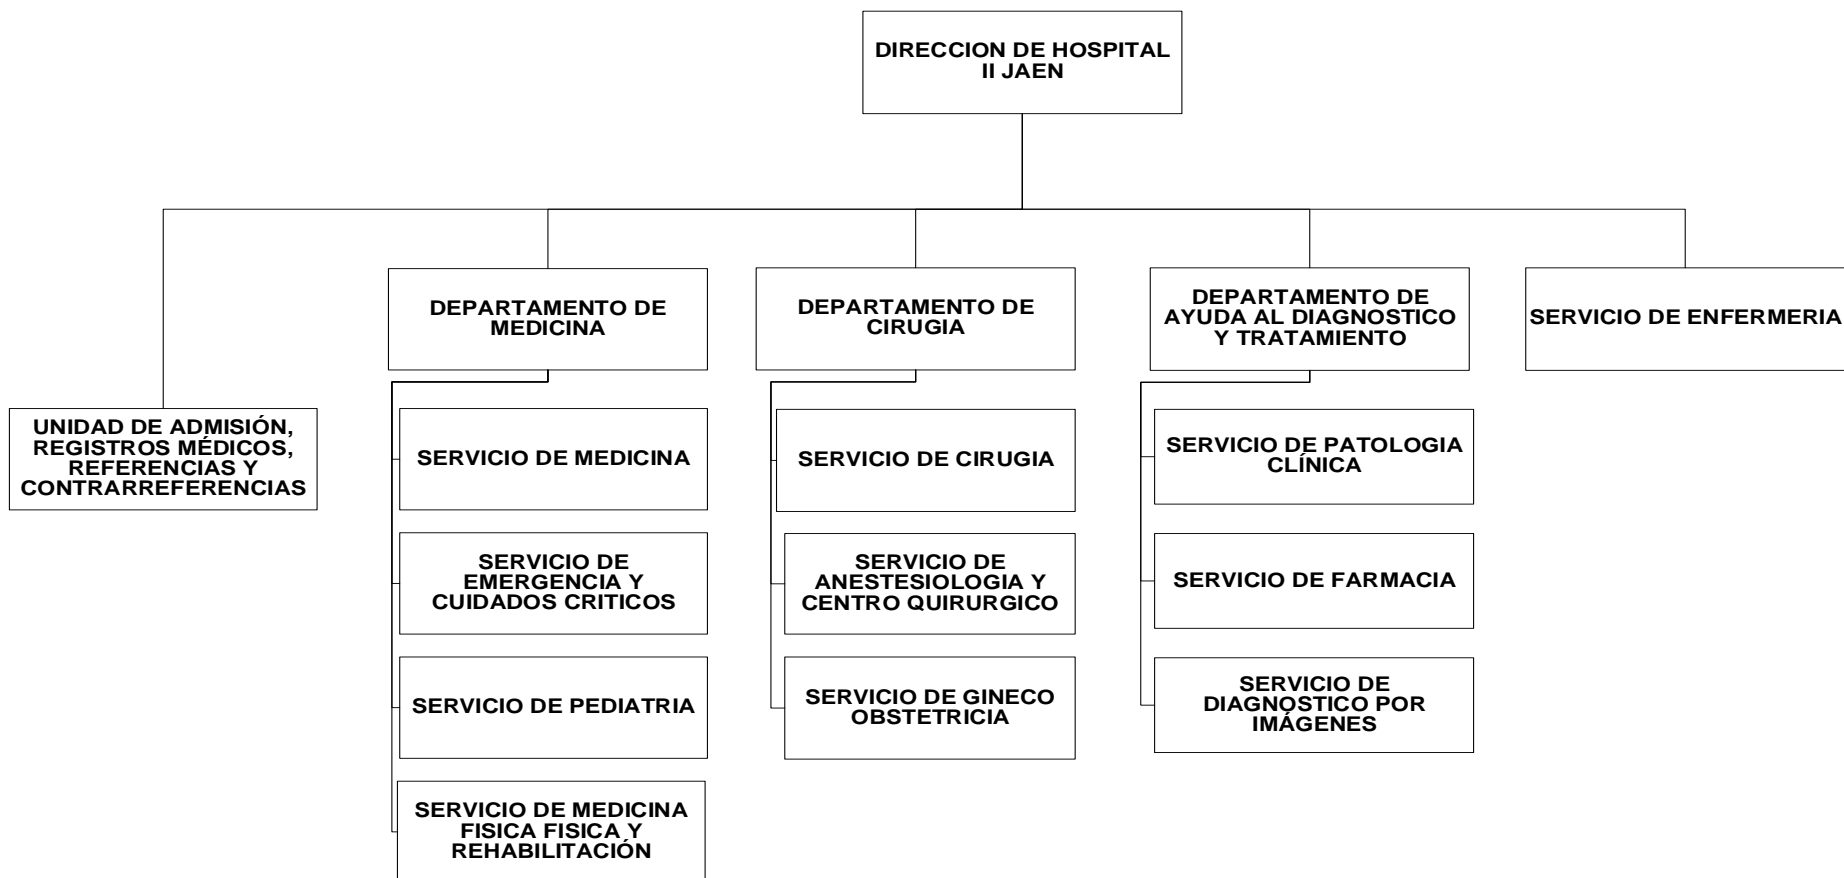 DIRECCION DE HOSPITAL
II JAEN
DEPARTAMENTO DE
MEDICINA
DEPARTAMENTO DE
CIRUGIA
DEPARTAMENTO DE
AYUDA AL DIAGNOSTICO
Y TRATAMIENTO
SERVICIO DE ENFERMERIA
UNIDAD DE ADMISIÓN,
REGISTROS MÉDICOS,
REFERENCIAS Y
CONTRARREFERENCIAS
SERVICIO DE MEDICINA
SERVICIO DE
EMERGENCIA Y
CUIDADOS CRITICOS
SERVICIO DE PEDIATRIA
SERVICIO DE MEDICINA
FISICA FISICA Y
REHABILITACIÓN
SERVICIO DE CIRUGIA
SERVICIO DE
ANESTESIOLOGIA Y
CENTRO QUIRURGICO
SERVICIO DE GINECO
OBSTETRICIA
SERVICIO DE PATOLOGIA
CLÍNICA
SERVICIO DE FARMACIA
SERVICIO DE
DIAGNOSTICO POR
IMÁGENES